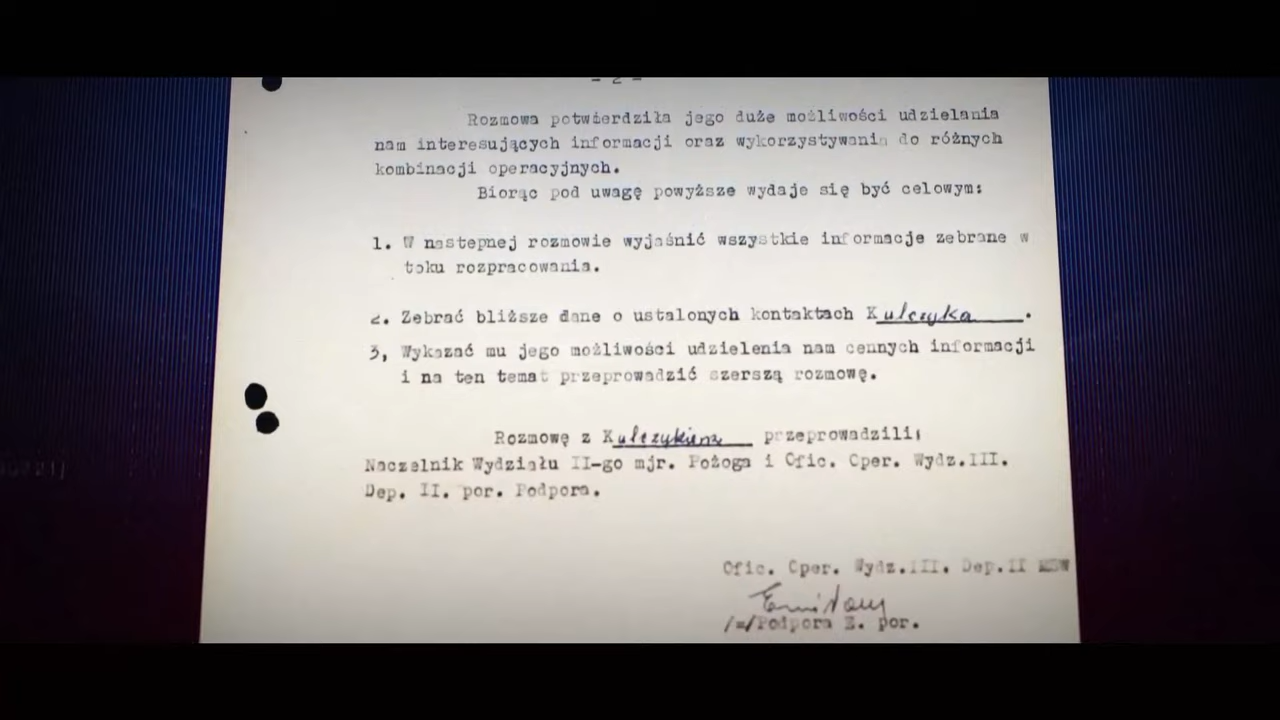 - 2 -
Rozmowa potwierdziła jego duże możliwości udzielania
nam interesujących informacji oraz wykorzystywania do różnych
kombinacji operacyjnych.
Biorąc pod uwagę powyższe wydaje się być celowym:
1. W nastepnej rozmowie wyjaśnić wszystkie informacje zebrane w
toku rozpracowania.
2. Zebrać bliższe dane o ustalonych kontaktach Kulczyka.
3, Wykazać mu jego możliwości udzielenia nam cennych informacji
i na ten temat przeprowadzić szerszą rozmowę.
Rozmowę z Kulczykiem przeprowadzili:
Naczelnik Wydziału II-go mjr. Pożoga i Ofic. Oper. Wydz.III.
Dep. II. por. Podpora.
Ofic. Oper. Wydz.III. Dep.II MSW
/=/Podpora E. por.